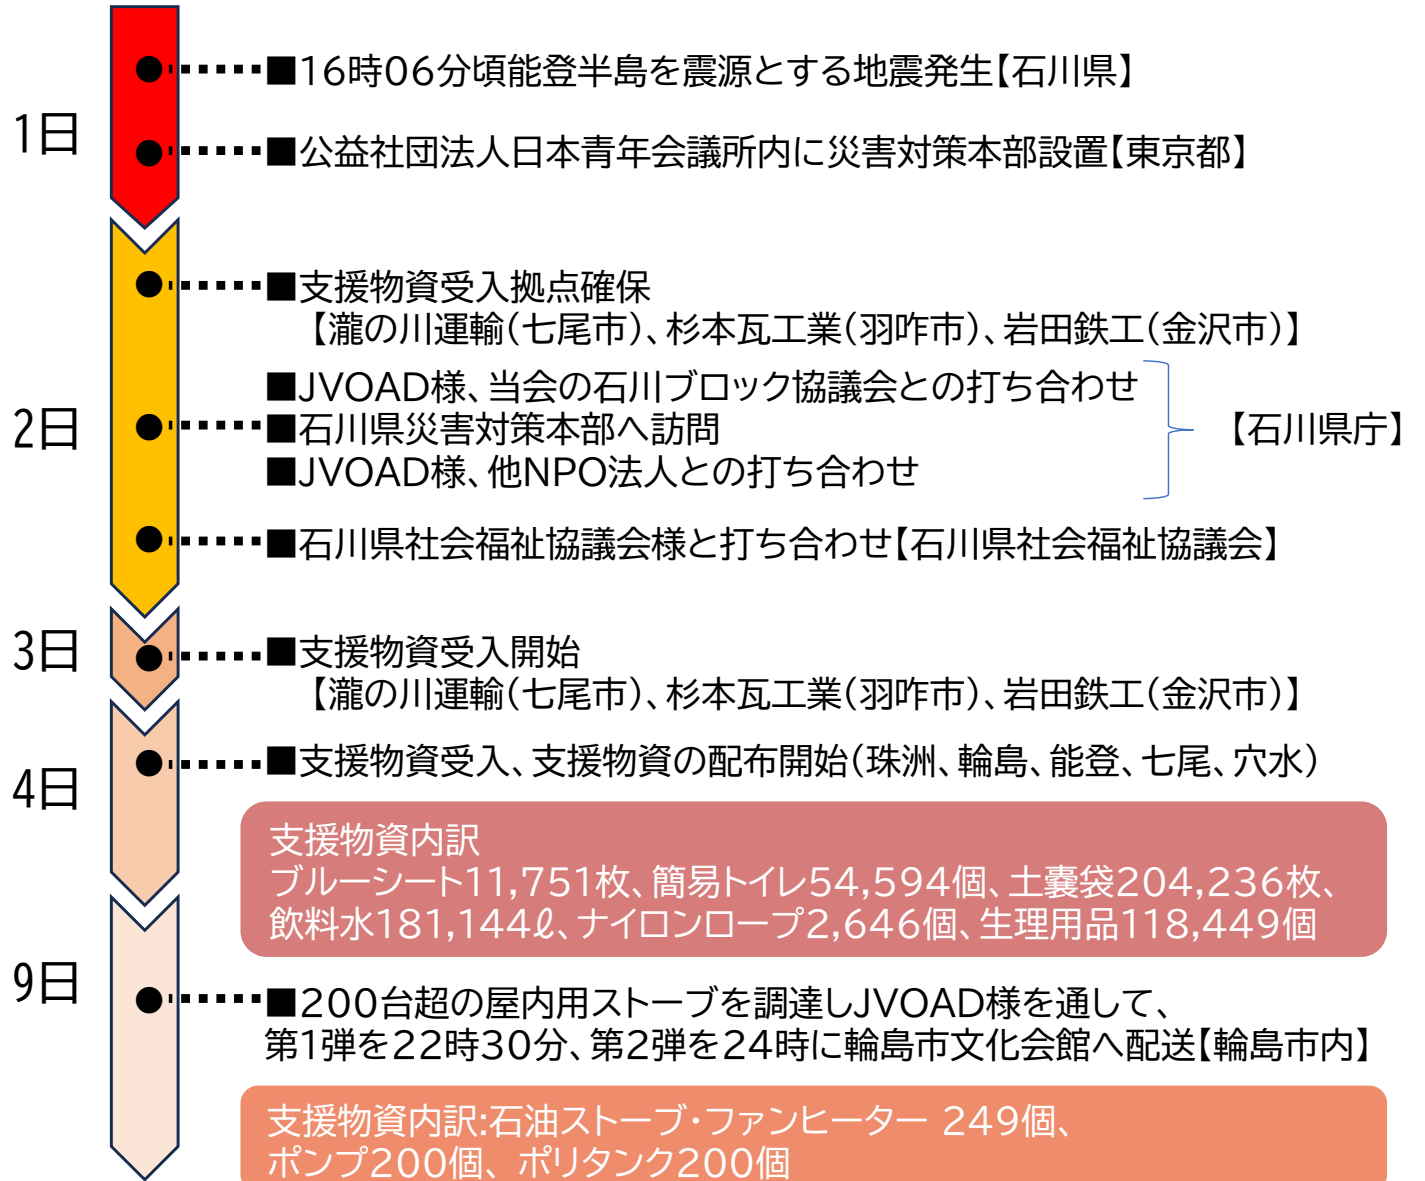 1日
■16時06分頃能登半島を震源とする地震発生【石川県】
■公益社団法人日本青年会議所内に災害対策本部設置【東京都】
2日
■支援物資受入拠点確保
【瀧の川運輸(七尾市)、杉本瓦工業(羽咋市)、岩田鉄工(金沢市)】
■JVOAD様、当会の石川ブロック協議会との打ち合わせ
■石川県災害対策本部へ訪問
■JVOAD様、他NPO法人との打ち合わせ
【石川県庁】
■石川県社会福祉協議会様と打ち合わせ【石川県社会福祉協議会】
3日
■支援物資受入開始
【瀧の川運輸(七尾市)、杉本瓦工業(羽咋市)、岩田鉄工(金沢市)】
4日
■支援物資受入、支援物資の配布開始(珠洲、輪島、能登、七尾、穴水)
支援物資内訳
ブルーシート11,751枚、簡易トイレ54,594個、土嚢袋204,236枚、
飲料水181,144ℓ、ナイロンロープ2,646個、生理用品118,449個
9日
■200台超の屋内用ストーブを調達しJVOAD様を通して、
第1弾を22時30分、第2弾を24時に輪島市文化会館へ配送【輪島市内】
支援物資内訳:石油ストーブ・ファンヒーター 249個、
ポンプ200個、ポリタンク200個